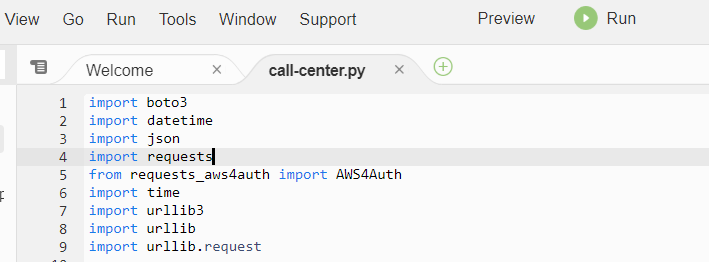 View Go Run Tools Window Support Preview Run
Welcome × call-center.py ×
1 import boto3
2 import datetime
3 import json
4 import requests
5 from requests_aws4auth import AWS4Auth
6 import time
7 import urllib3
8 import urllib
9 import urllib.request